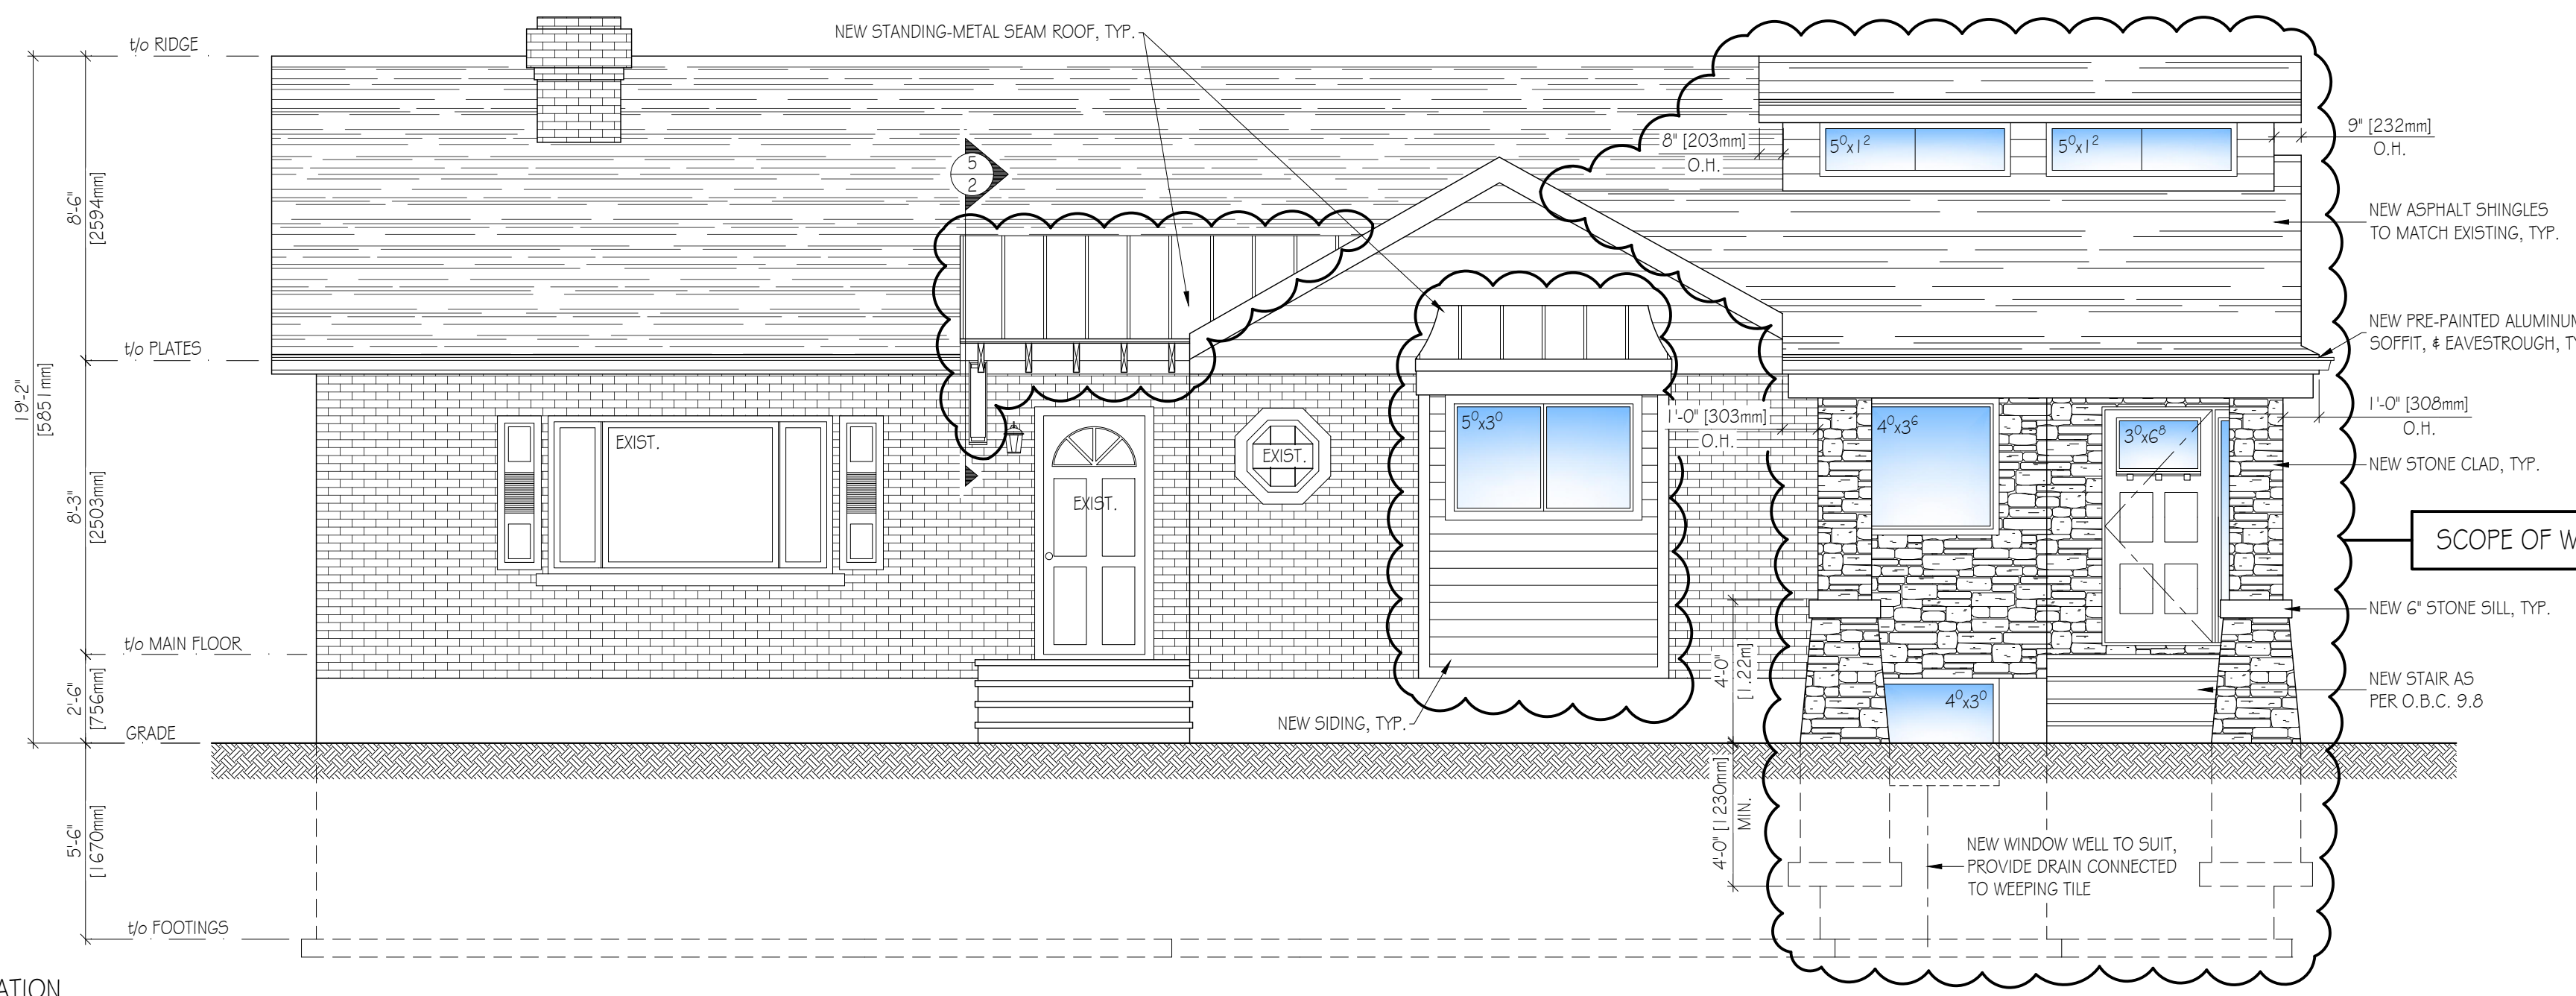 NEW STANDING-METAL SEAM ROOF, TYP.
t/o RIDGE
8" [203mm]
O.H.
5⁰x1²
5⁰x1²
9" [232mm]
O.H.
5
2
8'-6"
[2594mm]
NEW ASPHALT SHINGLES
TO MATCH EXISTING, TYP.
t/o PLATES
NEW PRE-PAINTED ALUMINUM
SOFFIT, & EAVESTROUGH, TY
19'-2"
[5851mm]
8'-3"
[2503mm]
EXIST.
EXIST.
EXIST.
5⁰x3⁰
1'-0" [303mm]
O.H.
4⁰x3⁶
3⁰x6⁸
1'-0" [308mm]
O.H.
NEW STONE CLAD, TYP.
SCOPE OF W
NEW 6" STONE SILL, TYP.
t/o MAIN FLOOR
2'-6"
[756mm]
4'-0"
[1.22m]
NEW STAIR AS
PER O.B.C. 9.8
4⁰x3⁰
NEW SIDING, TYP.
GRADE
5'-6"
[1670mm]
4'-0" [1230mm]
MIN.
NEW WINDOW WELL TO SUIT,
PROVIDE DRAIN CONNECTED
TO WEEPING TILE
t/o FOOTINGS
ATION